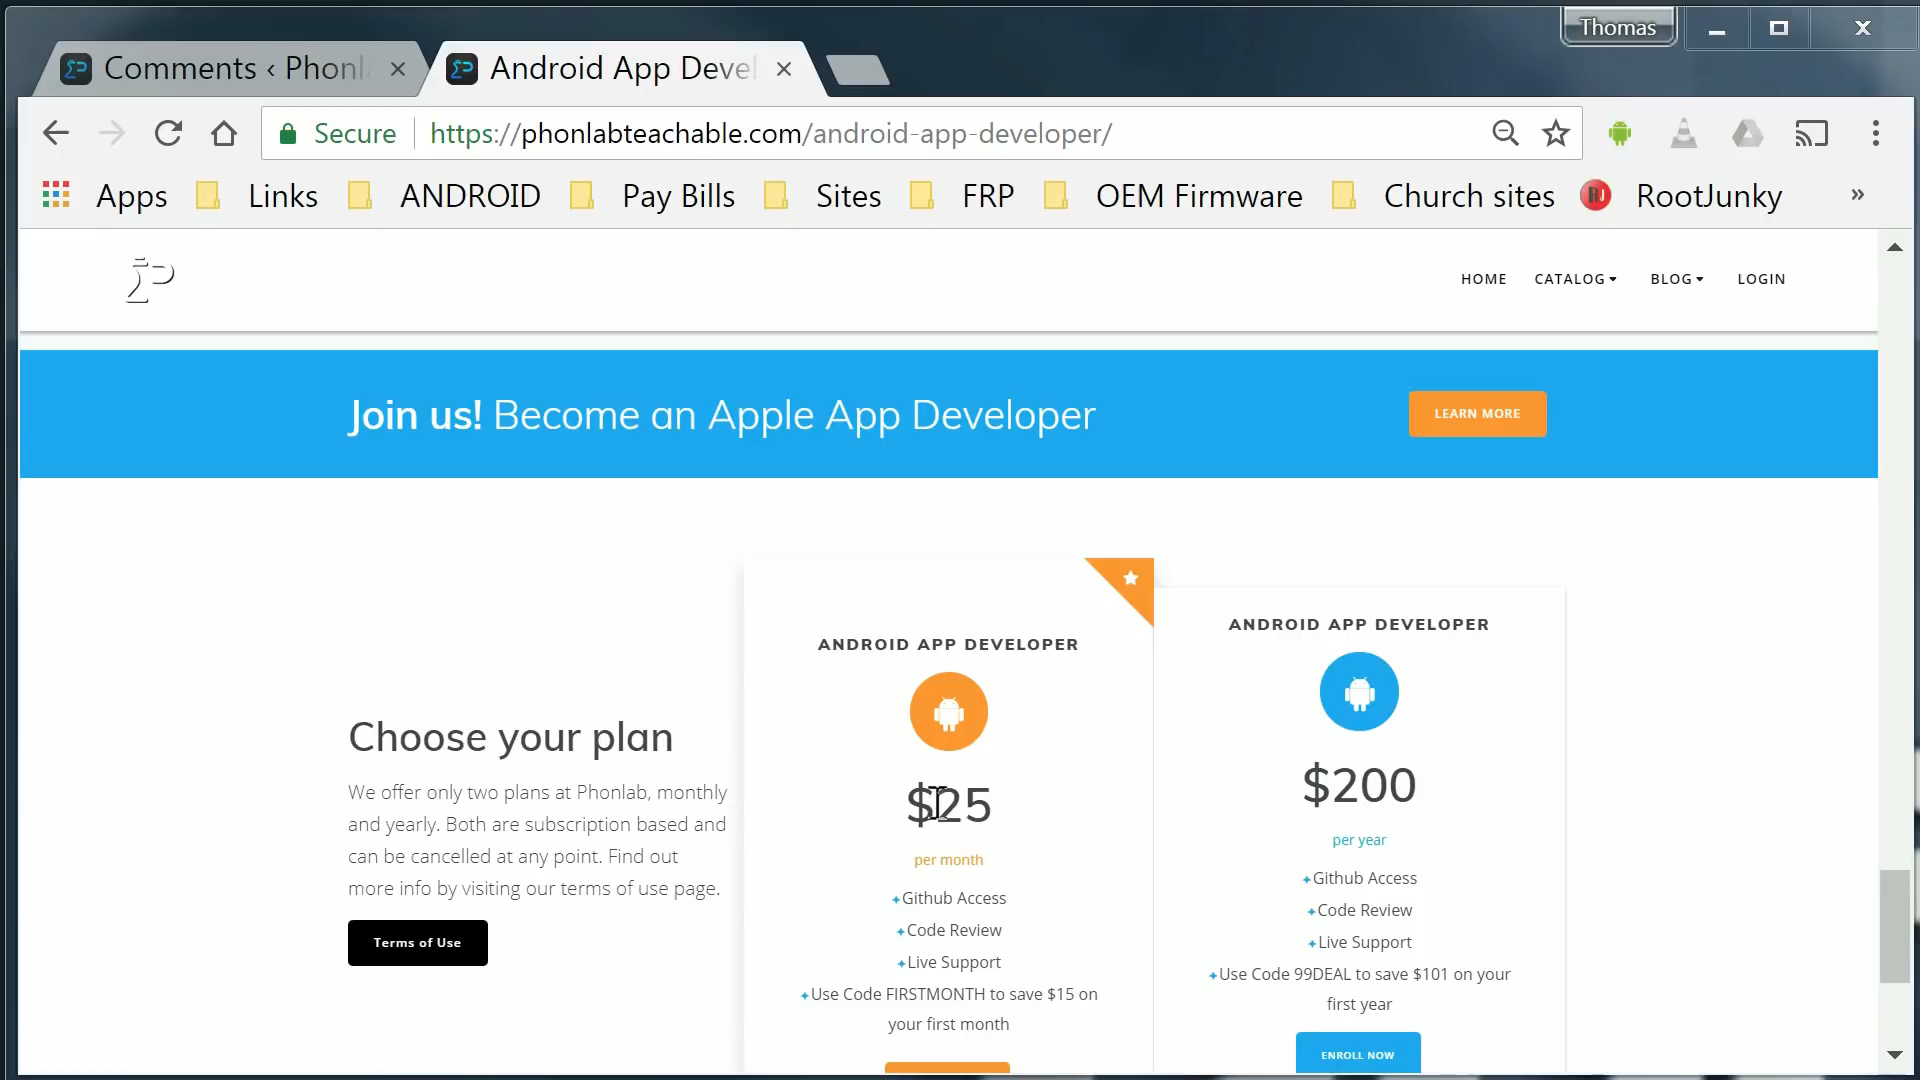 Thomas
Comments ‹ Phonl
Android App Devel
Secure https://phonlabteachable.com/android-app-developer/
Apps Links ANDROID Pay Bills Sites FRP OEM Firmware Church sites RootJunky »
HOME CATALOG BLOG LOGIN
Join us! Become an Apple App Developer
LEARN MORE
Choose your plan
We offer only two plans at Phonlab, monthly
and yearly. Both are subscription based and
can be cancelled at any point. Find out
more info by visiting our terms of use page.
Terms of Use
ANDROID APP DEVELOPER
$25
per month
Github Access
Code Review
Live Support
Use Code FIRSTMONTH to save $15 on
your first month
ANDROID APP DEVELOPER
$200
per year
Github Access
Code Review
Live Support
Use Code 99DEAL to save $101 on your
first year
ENROLL NOW